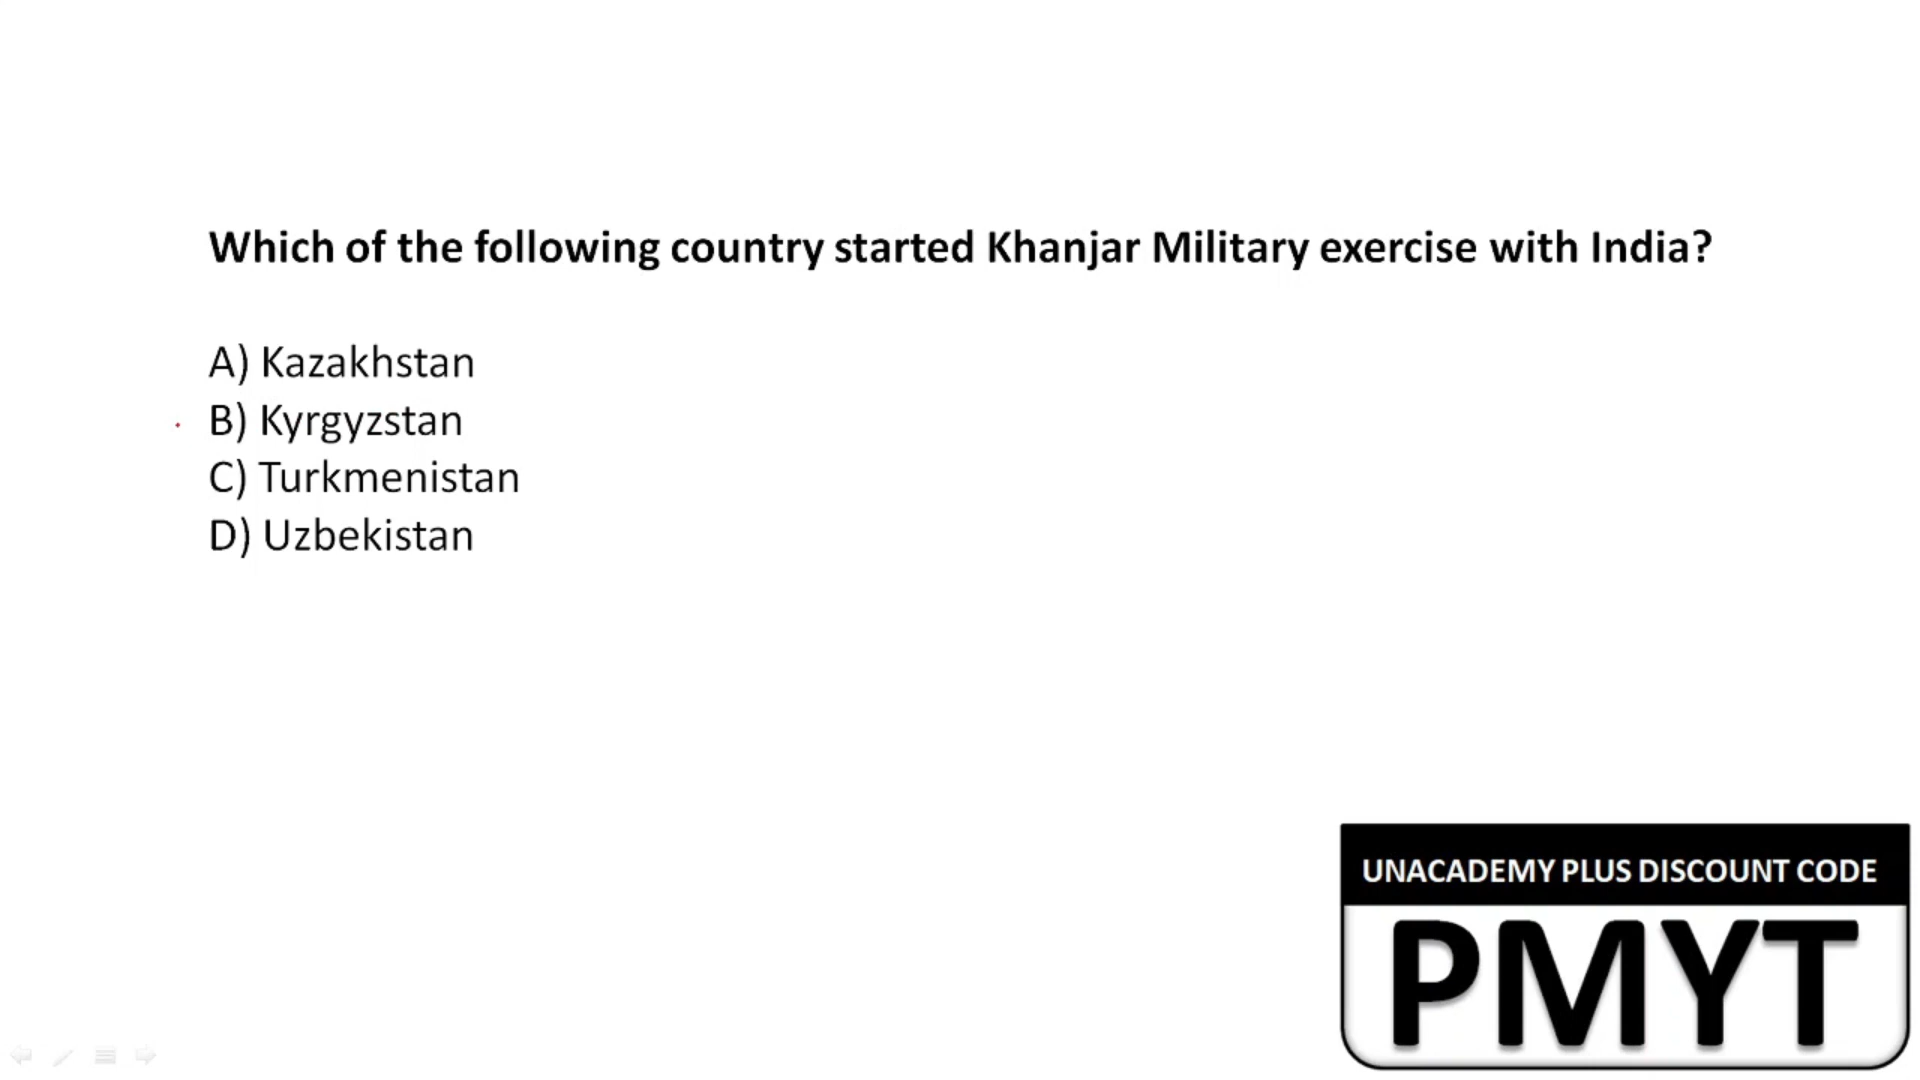 Which of the following country started Khanjar Military exercise with India?
A) Kazakhstan
B) Kyrgyzstan
C) Turkmenistan
D) Uzbekistan
UNACADEMY PLUS DISCOUNT CODE
PMYT